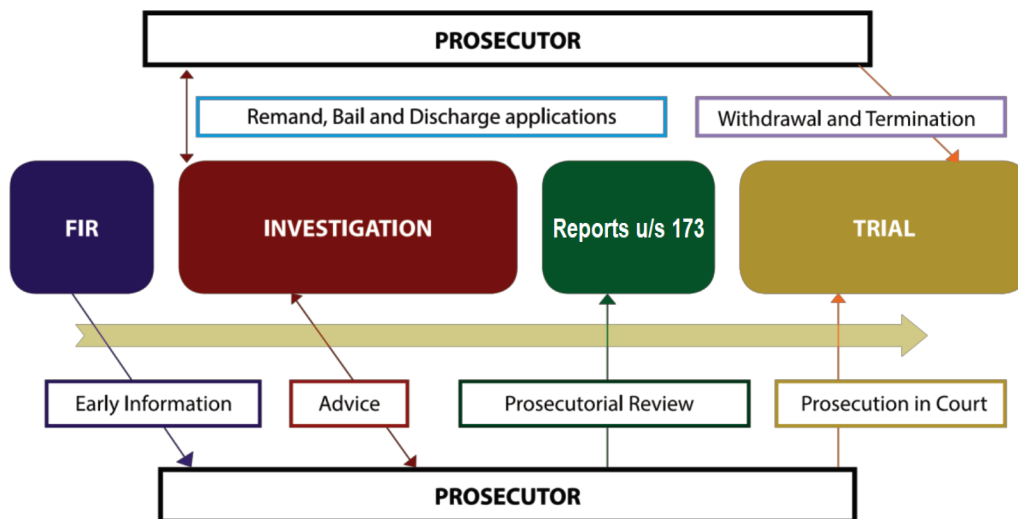 PROSECUTOR
Remand, Bail and Discharge applications
Withdrawal and Termination
FIR
INVESTIGATION
Reports u/s 173
TRIAL
Early Information
Advice
Prosecutorial Review
Prosecution in Court
PROSECUTOR